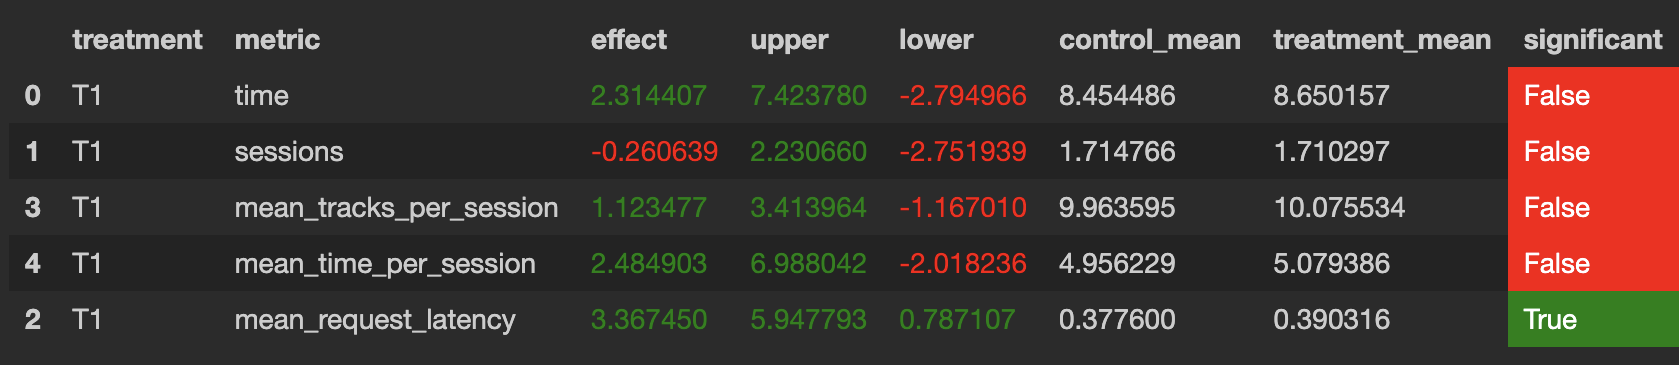 treatment metric effect upper lower control_mean treatment_mean significant
0 T1 time 2.314407 7.423780 -2.794966 8.454486 8.650157 False
1 T1 sessions -0.260639 2.230660 -2.751939 1.714766 1.710297 False
3 T1 mean_tracks_per_session 1.123477 3.413964 -1.167010 9.963595 10.075534 False
4 T1 mean_time_per_session 2.484903 6.988042 -2.018236 4.956229 5.079386 False
2 T1 mean_request_latency 3.367450 5.947793 0.787107 0.377600 0.390316 True